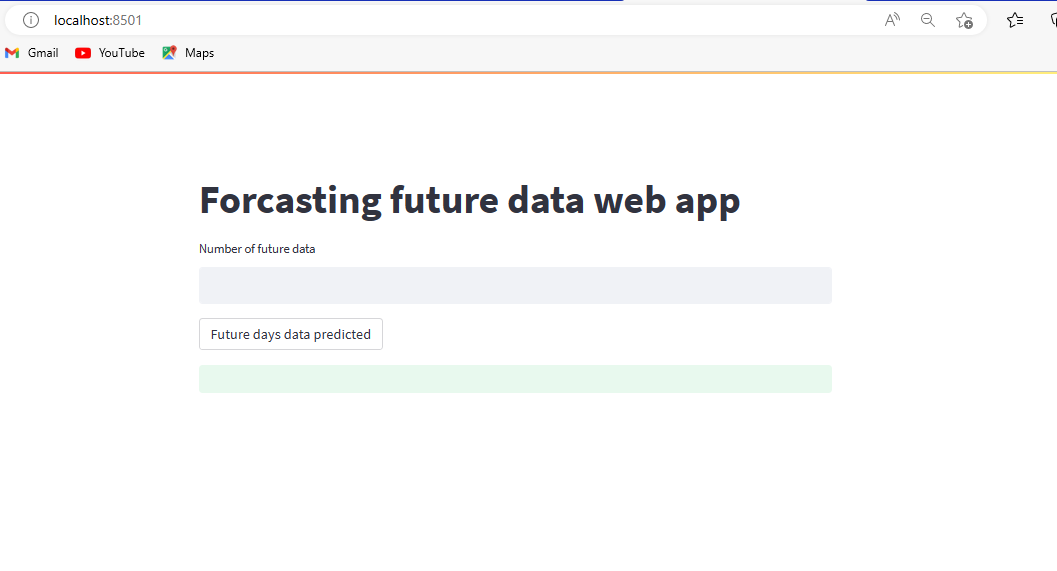 localhost:8501
Gmail YouTube Maps
Forcasting future data web app
Number of future data
Future days data predicted